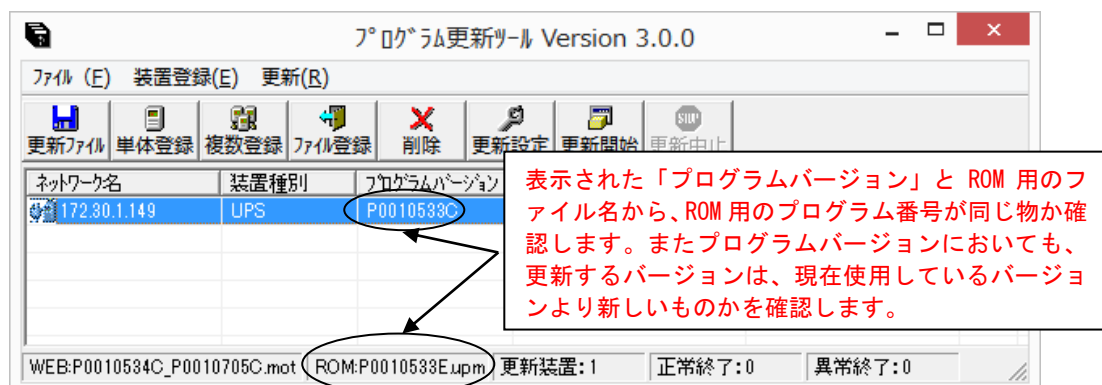 プログラム更新ツール Version 3.0.0
ファイル (F) 装置登録(E) 更新(R)
更新ファイル 単体登録 複数登録 ファイル登録 削除 更新設定 更新開始 更新中止
STOP
ネットワーク名 装置種別 プログラムバージョン
172.30.1.149 UPS P0010533C
表示された「プログラムバージョン」と ROM 用のフ
ァイル名から、ROM 用のプログラム番号が同じ物か確
認します。またプログラムバージョンにおいても、
更新するバージョンは、現在使用しているバージョ
ンより新しいものかを確認します。
WEB:P0010534C_P0010705C.mot ROM:P0010533E.upm 更新装置:1 正常終了:0 異常終了:0